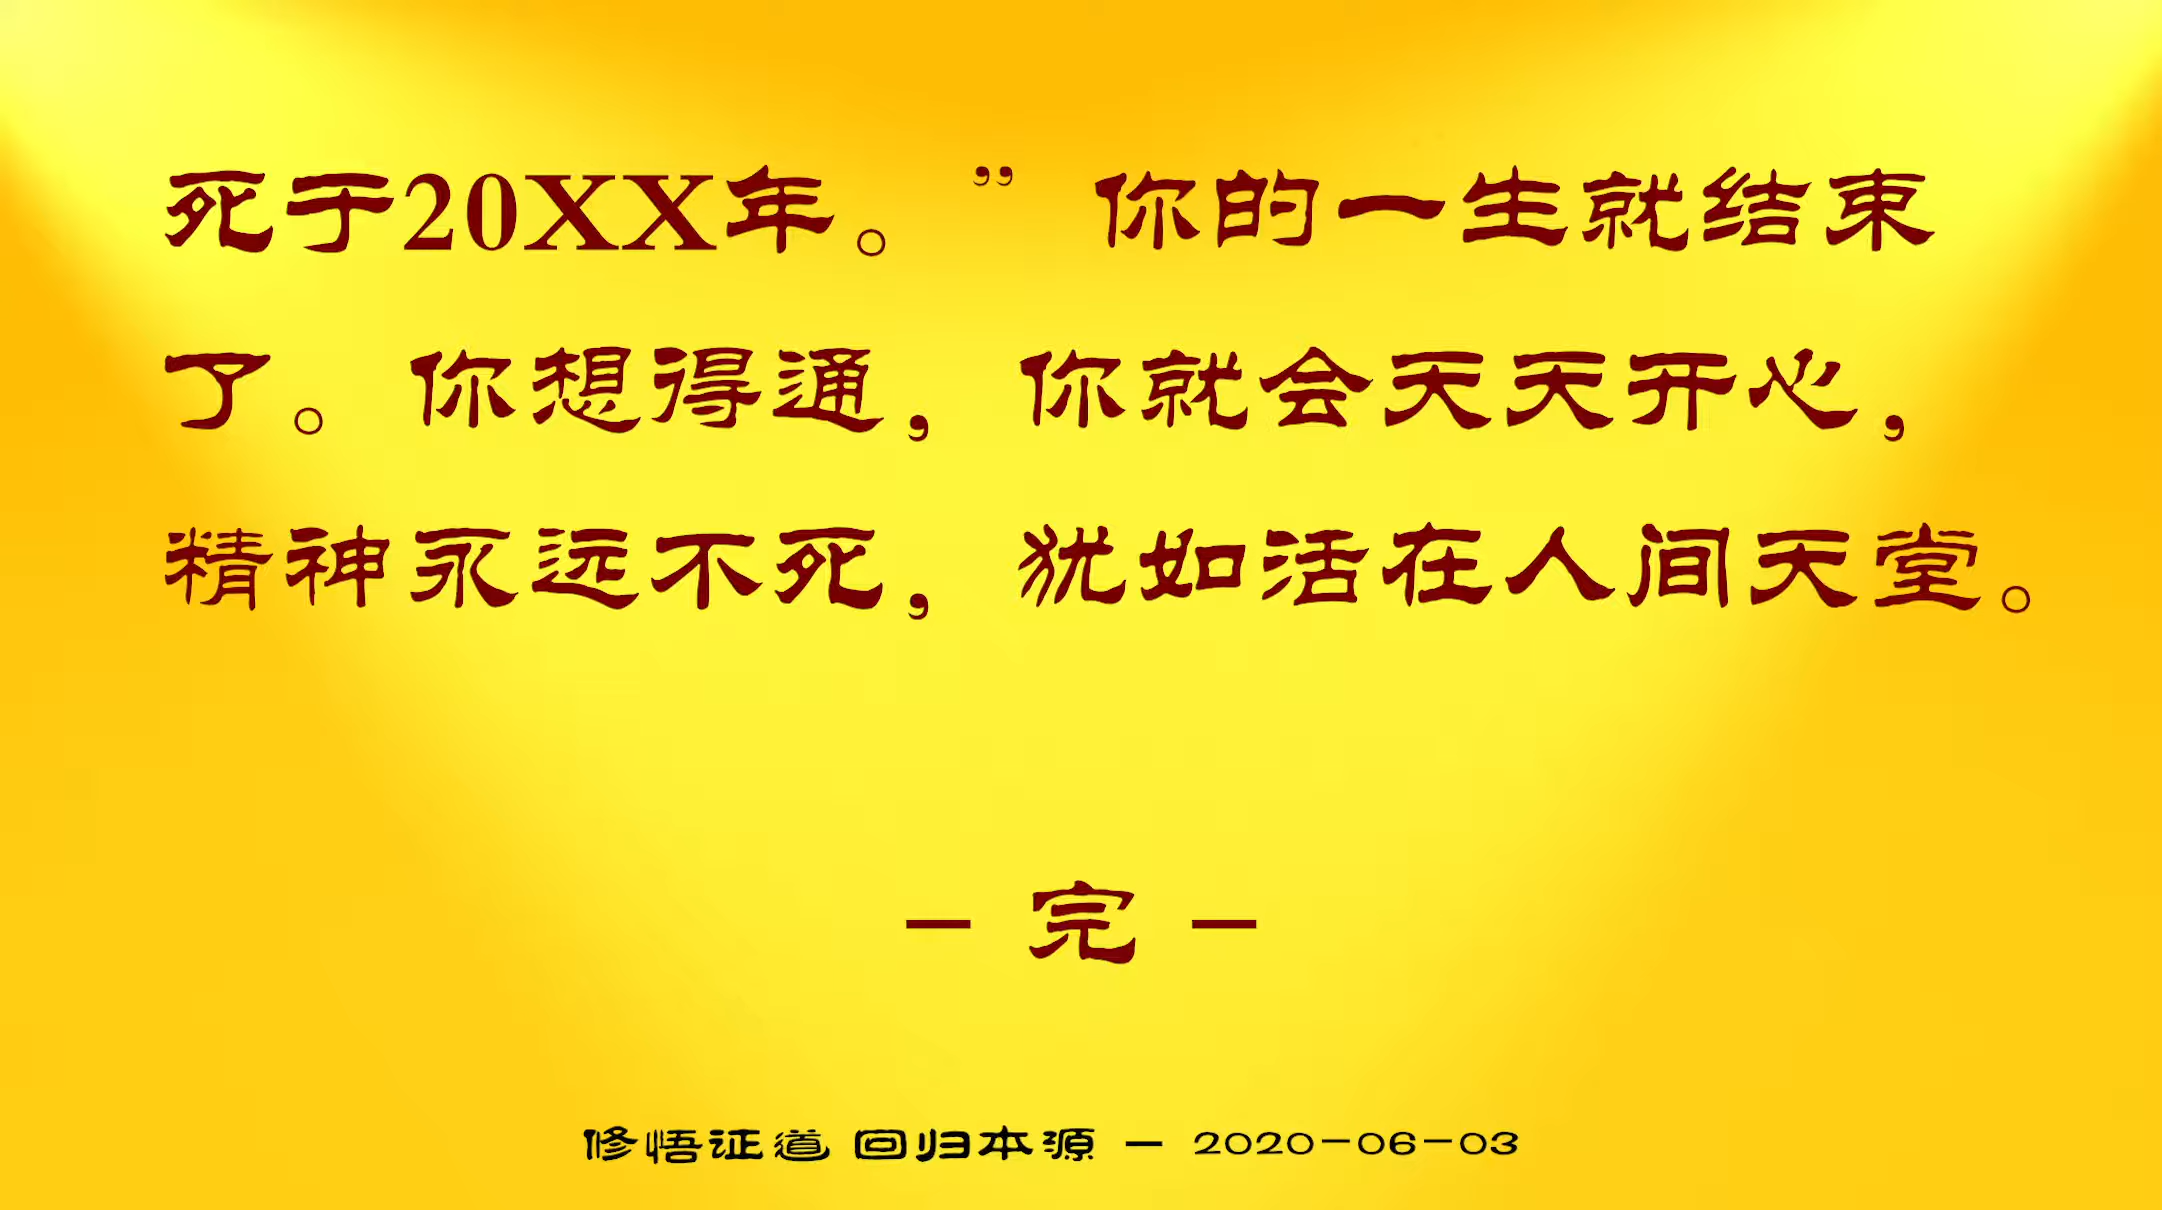 死于20XX年。”你的一生就结束
了。你想得通，你就会天天开心，
精神永远不死，犹如活在人间天堂。
– 完 –
修悟证道 回归本源 – 2020-06-03